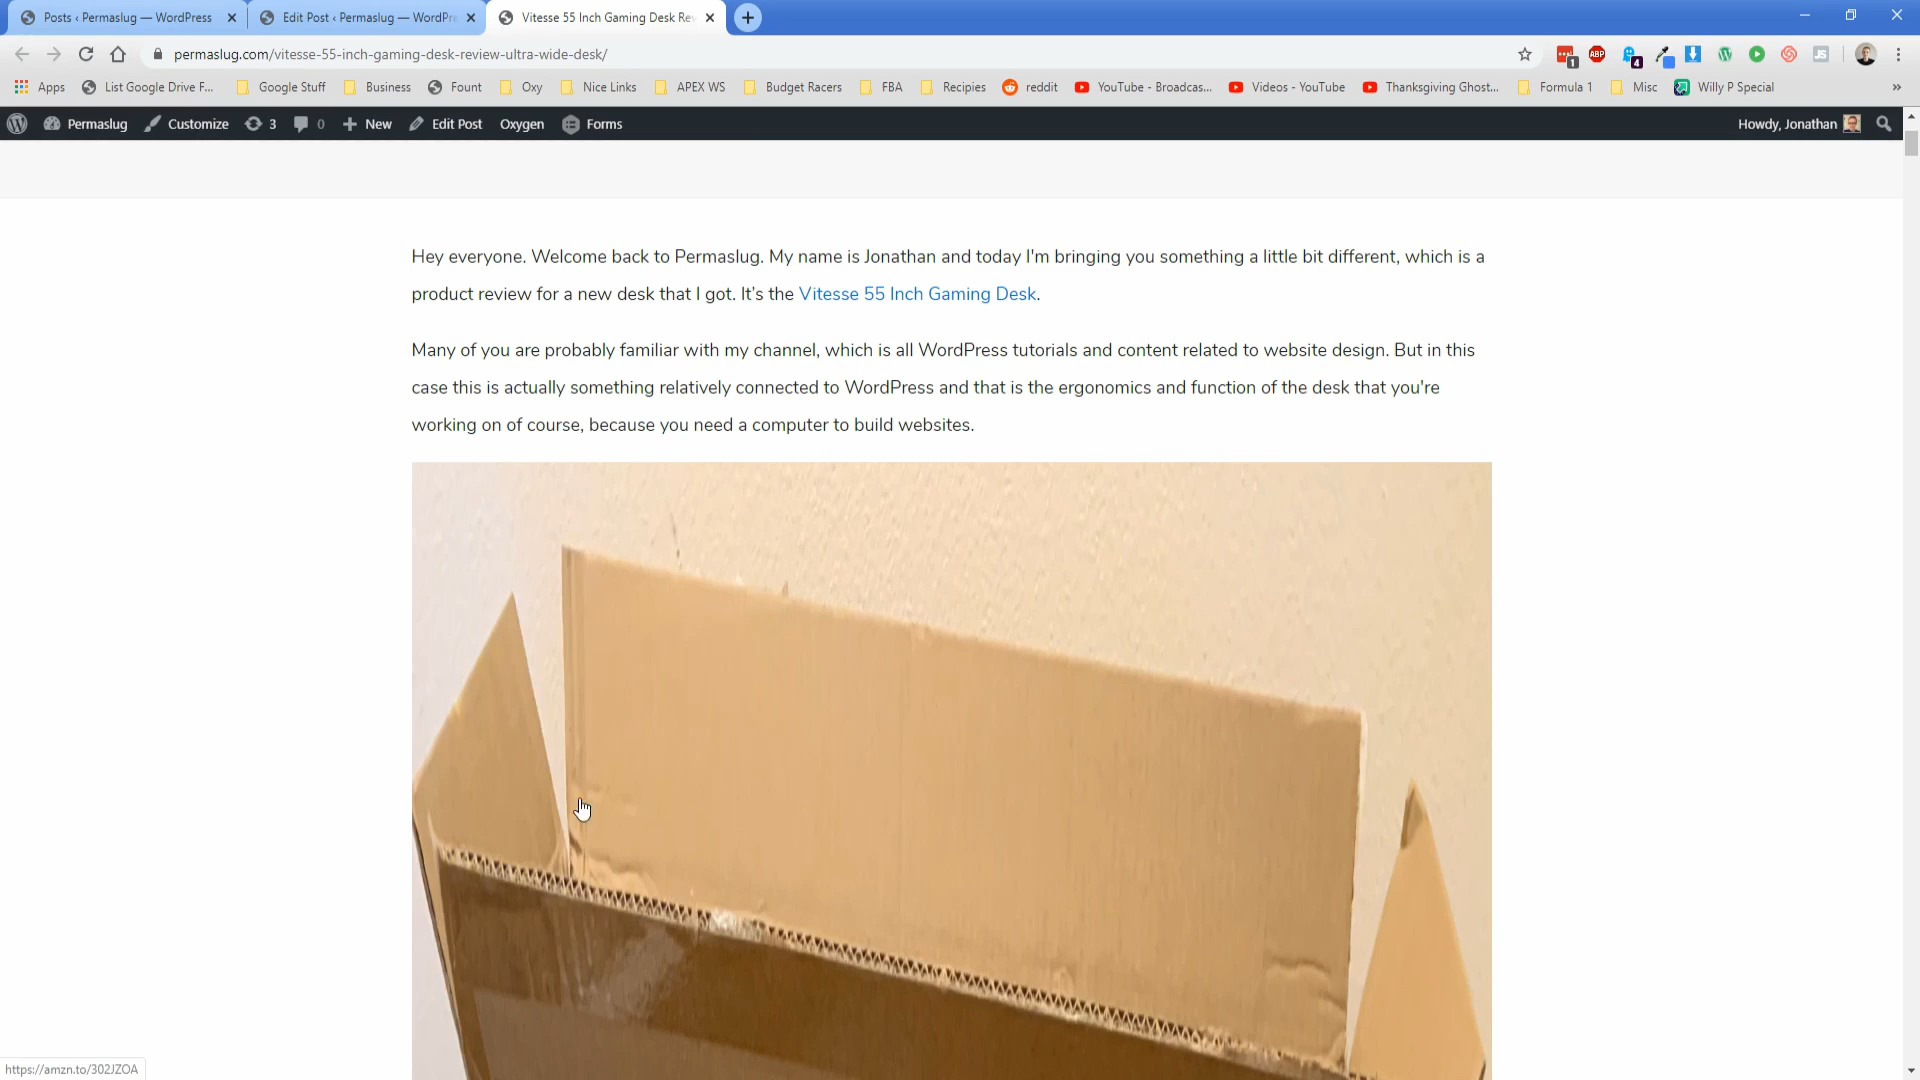 Posts ‹ Permaslug — WordPress
Edit Post ‹ Permaslug — WordPre
Vitesse 55 Inch Gaming Desk Rev
permaslug.com/vitesse-55-inch-gaming-desk-review-ultra-wide-desk/
1
ABP
4
JS
Apps
List Google Drive F...
Google Stuff
Business
Fount
Oxy
Nice Links
APEX WS
Budget Racers
FBA
Recipies
reddit
YouTube - Broadcas...
Videos - YouTube
Thanksgiving Ghost...
Formula 1
Misc
Willy P Special
»
Permaslug
Customize
3
0
New
Edit Post
Oxygen
Forms
Howdy, Jonathan
Hey everyone. Welcome back to Permaslug. My name is Jonathan and today I'm bringing you something a little bit different, which is a
product review for a new desk that I got. It's the Vitesse 55 Inch Gaming Desk.
Many of you are probably familiar with my channel, which is all WordPress tutorials and content related to website design. But in this
case this is actually something relatively connected to WordPress and that is the ergonomics and function of the desk that you're
working on of course, because you need a computer to build websites.
https://amzn.to/302JZOA